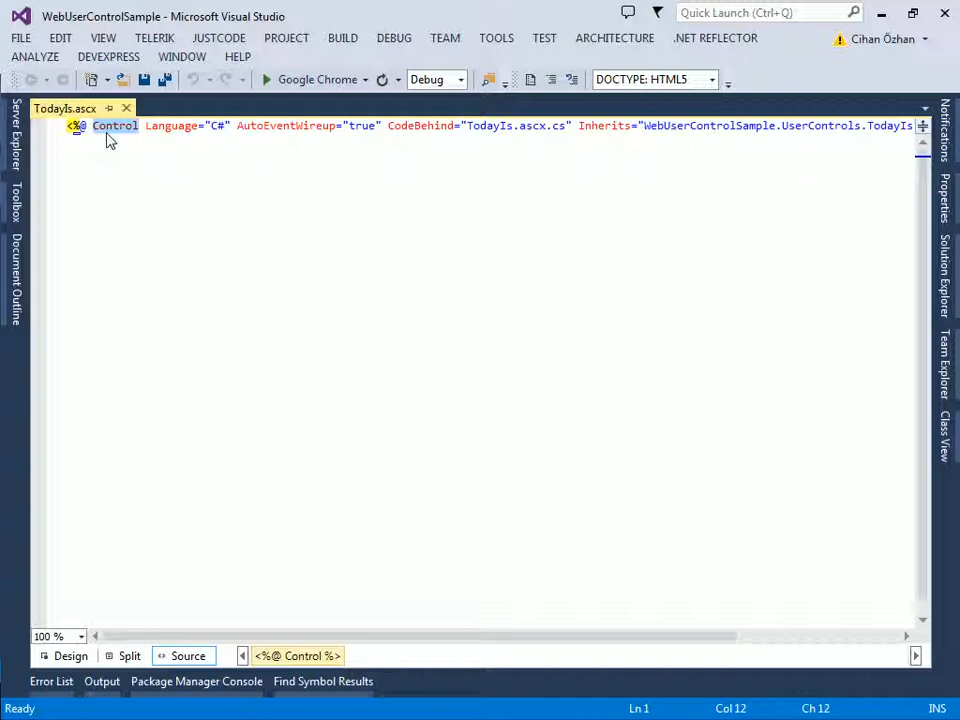 WebUserControlSample - Microsoft Visual Studio
Quick Launch (Ctrl+Q)
FILE EDIT VIEW TELERIK JUSTCODE PROJECT BUILD DEBUG TEAM TOOLS TEST ARCHITECTURE .NET REFLECTOR
Cihan Özhan
ANALYZE DEVEXPRESS WINDOW HELP
Google Chrome Debug DOCTYPE: HTML5
TodayIs.ascx
<%@ Control Language="C#" AutoEventWireup="true" CodeBehind="TodayIs.ascx.cs" Inherits="WebUserControlSample.UserControls.TodayIs
Server Explorer
Toolbox
Document Outline
Notifications
Properties
Solution Explorer
Team Explorer
Class View
100 %
Design Split Source <%@ Control %>
Error List Output Package Manager Console Find Symbol Results
Ready Ln 1 Col 12 Ch 12 INS